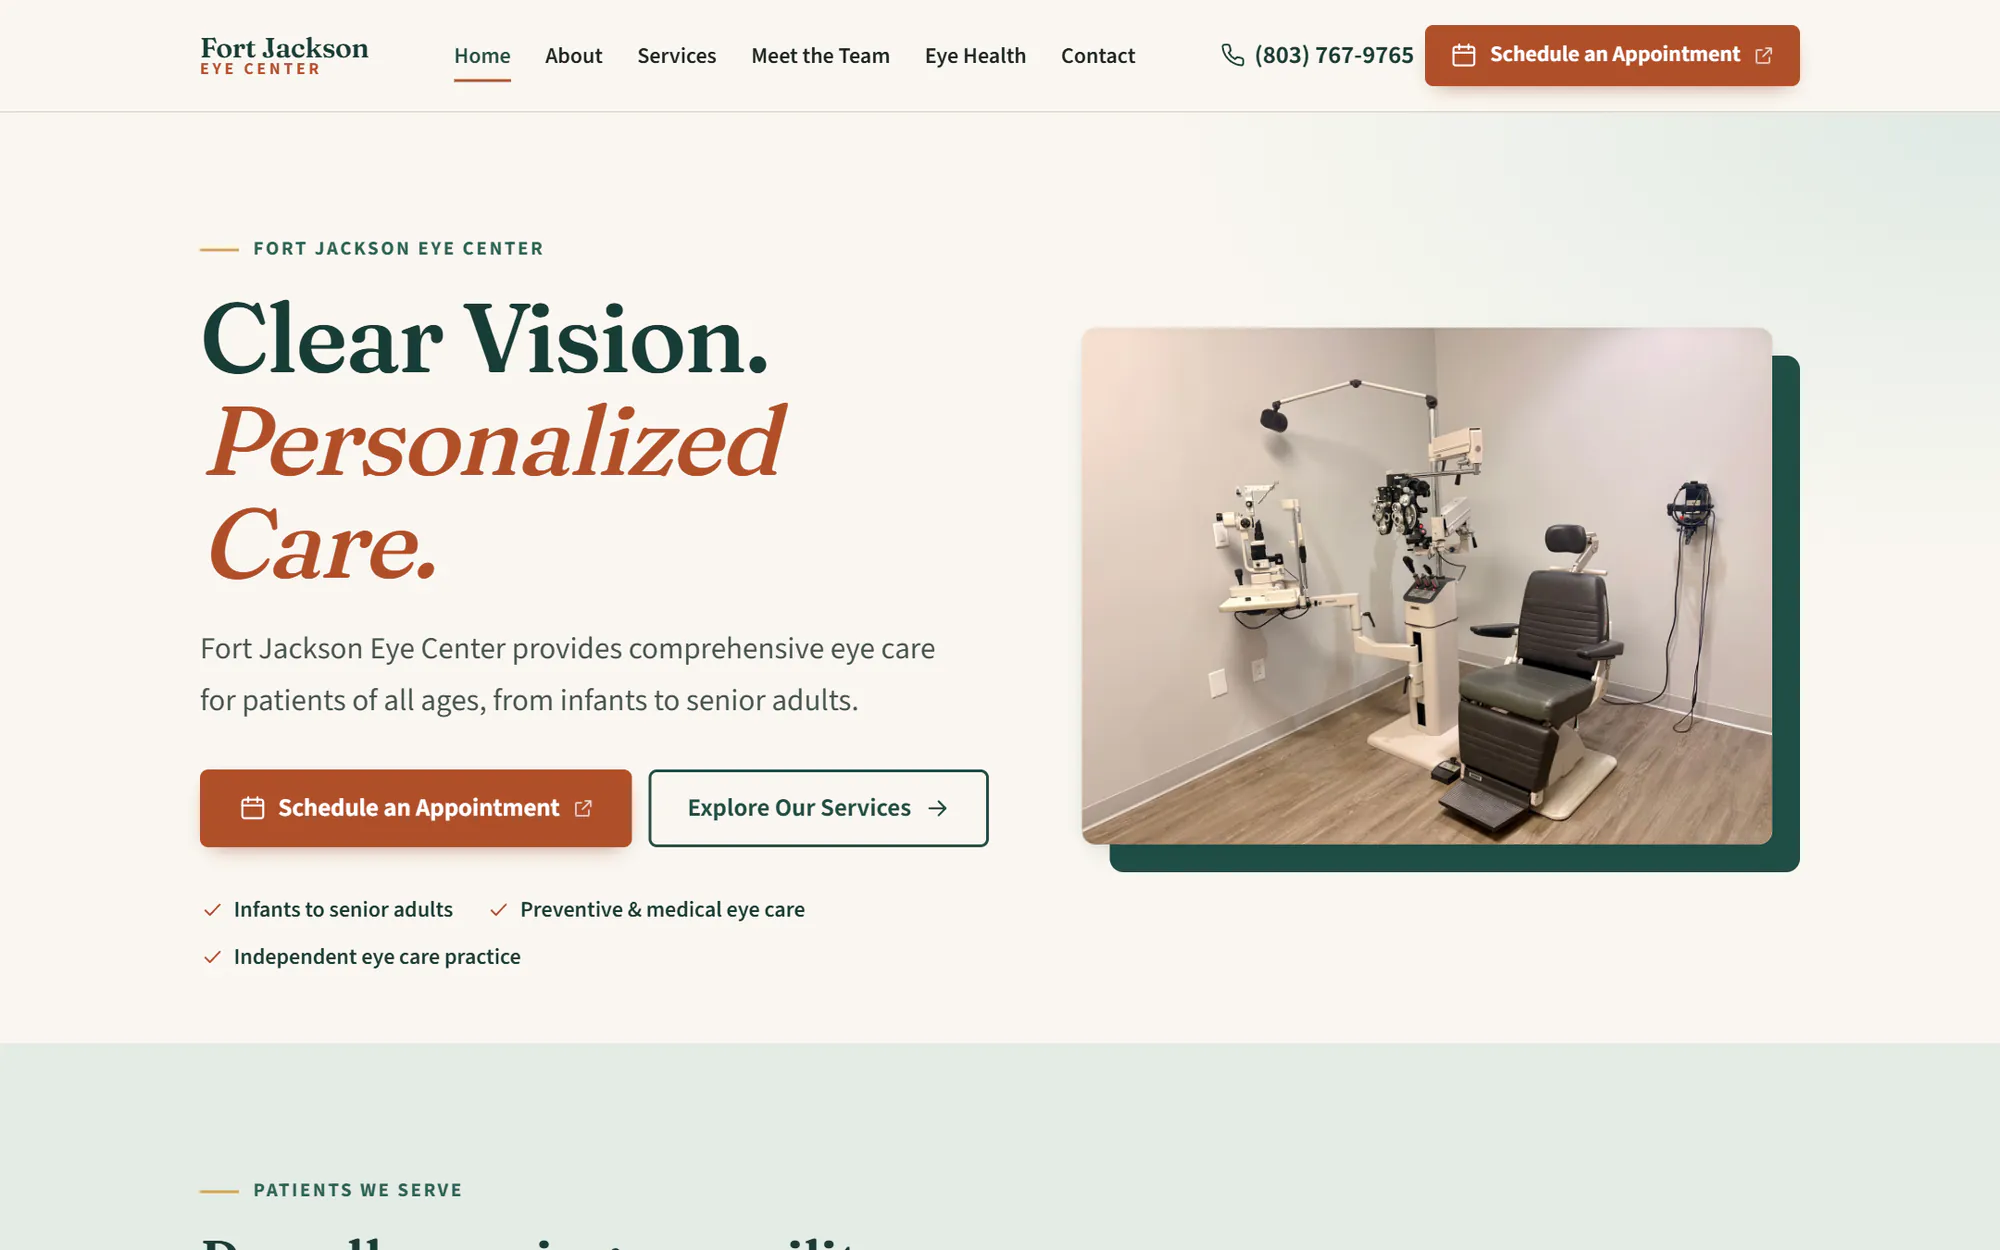 Fort Jackson
EYE CENTER
Home
About
Services
Meet the Team
Eye Health
Contact
(803) 767-9765
Schedule an Appointment
FORT JACKSON EYE CENTER
Clear Vision.
Personalized
Care.
Fort Jackson Eye Center provides comprehensive eye care
for patients of all ages, from infants to senior adults.
Schedule an Appointment
Explore Our Services
Infants to senior adults
Preventive & medical eye care
Independent eye care practice
PATIENTS WE SERVE